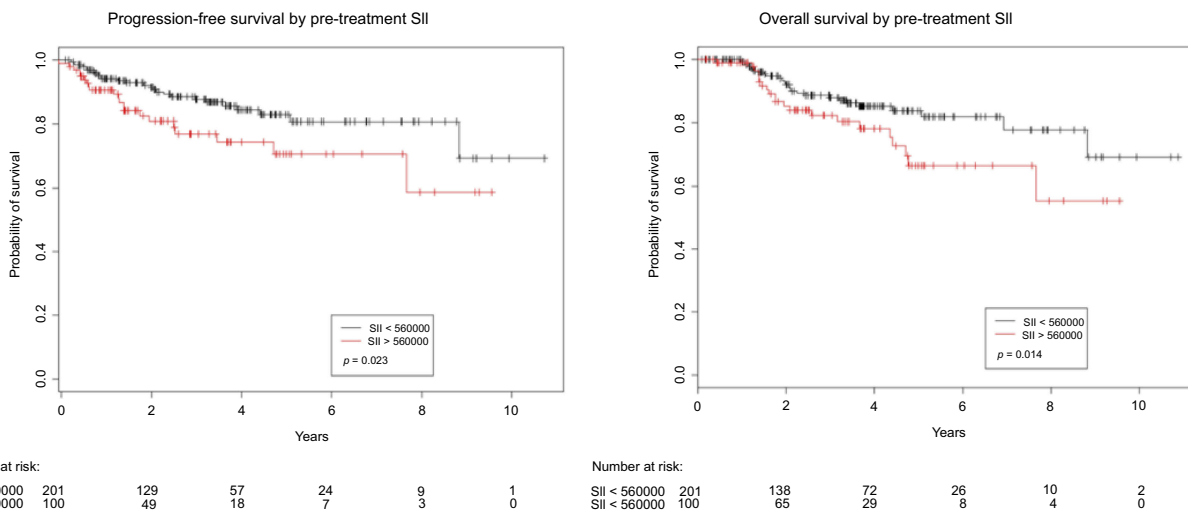 Progression-free survival by pre-treatment SII
1.0
0.8
0.6
0.4
0.2
0.0
Probability of survival
SII < 560000
SII > 560000
p = 0.023
0 2 4 6 8 10
Years
at risk:
0000 201 129 57 24 9 1
0000 100 49 18 7 3 0
Overall survival by pre-treatment SII
1.0
0.8
0.6
0.4
0.2
0.0
Probability of survival
SII < 560000
SII > 560000
p = 0.014
0 2 4 6 8 10
Years
Number at risk:
SII < 560000 201 138 72 26 10 2
SII < 560000 100 65 29 8 4 0